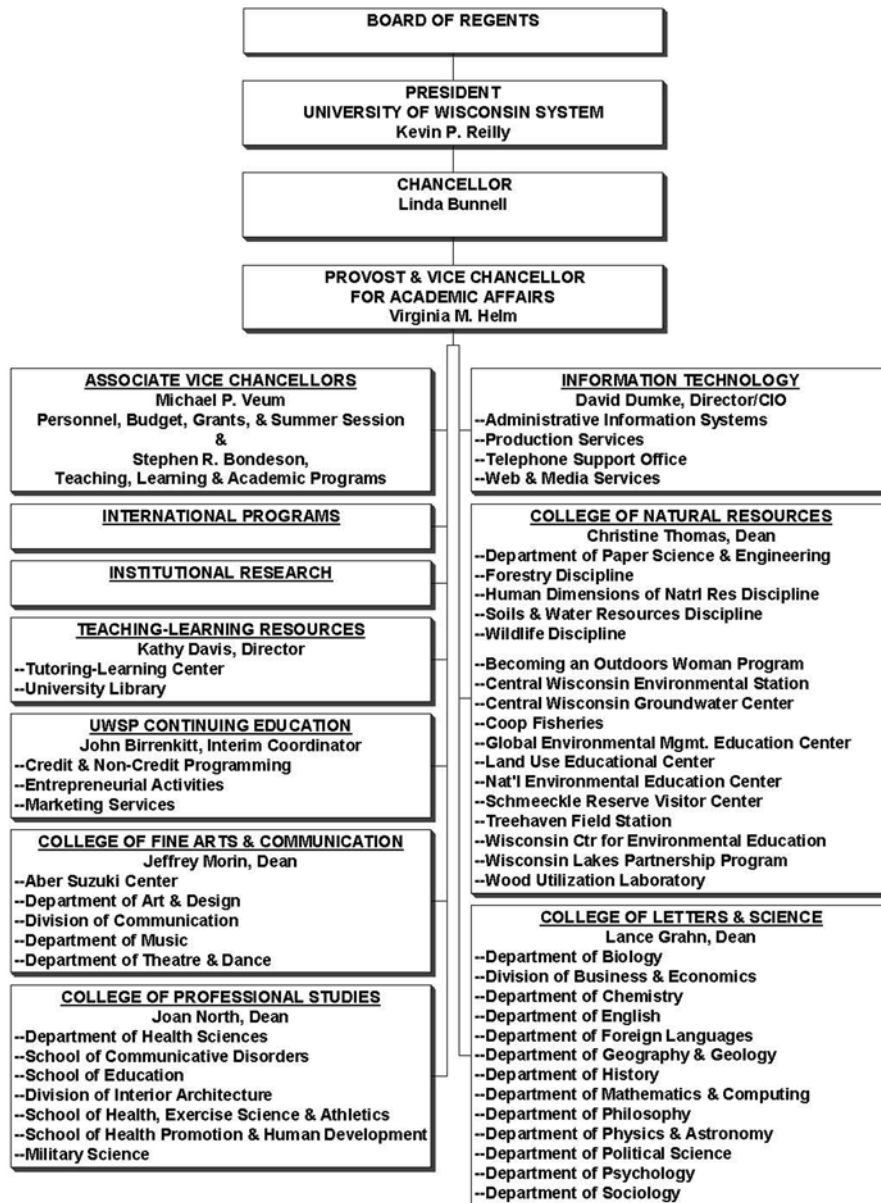 BOARD OF REGENTS
PRESIDENT
UNIVERSITY OF WISCONSIN SYSTEM
Kevin P. Reilly
CHANCELLOR
Linda Bunnell
PROVOST & VICE CHANCELLOR
FOR ACADEMIC AFFAIRS
Virginia M. Helm
ASSOCIATE VICE CHANCELLORS
Michael P. Veum
Personnel, Budget, Grants, & Summer Session
&
Stephen R. Bondeson,
Teaching, Learning & Academic Programs
INTERNATIONAL PROGRAMS
INSTITUTIONAL RESEARCH
TEACHING-LEARNING RESOURCES
Kathy Davis, Director
--Tutoring-Learning Center
--University Library
UWSP CONTINUING EDUCATION
John Birrenkitt, Interim Coordinator
--Credit & Non-Credit Programming
--Entrepreneurial Activities
--Marketing Services
COLLEGE OF FINE ARTS & COMMUNICATION
Jeffrey Morin, Dean
--Aber Suzuki Center
--Department of Art & Design
--Division of Communication
--Department of Music
--Department of Theatre & Dance
COLLEGE OF PROFESSIONAL STUDIES
Joan North, Dean
--Department of Health Sciences
--School of Communicative Disorders
--School of Education
--Division of Interior Architecture
--School of Health, Exercise Science & Athletics
--School of Health Promotion & Human Development
--Military Science
INFORMATION TECHNOLOGY
David Dumke, Director/CIO
--Administrative Information Systems
--Production Services
--Telephone Support Office
--Web & Media Services
COLLEGE OF NATURAL RESOURCES
Christine Thomas, Dean
--Department of Paper Science & Engineering
--Forestry Discipline
--Human Dimensions of Natrl Res Discipline
--Soils & Water Resources Discipline
--Wildlife Discipline
--Becoming an Outdoors Woman Program
--Central Wisconsin Environmental Station
--Central Wisconsin Groundwater Center
--Coop Fisheries
--Global Environmental Mgmt. Education Center
--Land Use Educational Center
--Nat'l Environmental Education Center
--Schmeeckle Reserve Visitor Center
--Treehaven Field Station
--Wisconsin Ctr for Environmental Education
--Wisconsin Lakes Partnership Program
--Wood Utilization Laboratory
COLLEGE OF LETTERS & SCIENCE
Lance Grahn, Dean
--Department of Biology
--Division of Business & Economics
--Department of Chemistry
--Department of English
--Department of Foreign Languages
--Department of Geography & Geology
--Department of History
--Department of Mathematics & Computing
--Department of Philosophy
--Department of Physics & Astronomy
--Department of Political Science
--Department of Psychology
--Department of Sociology